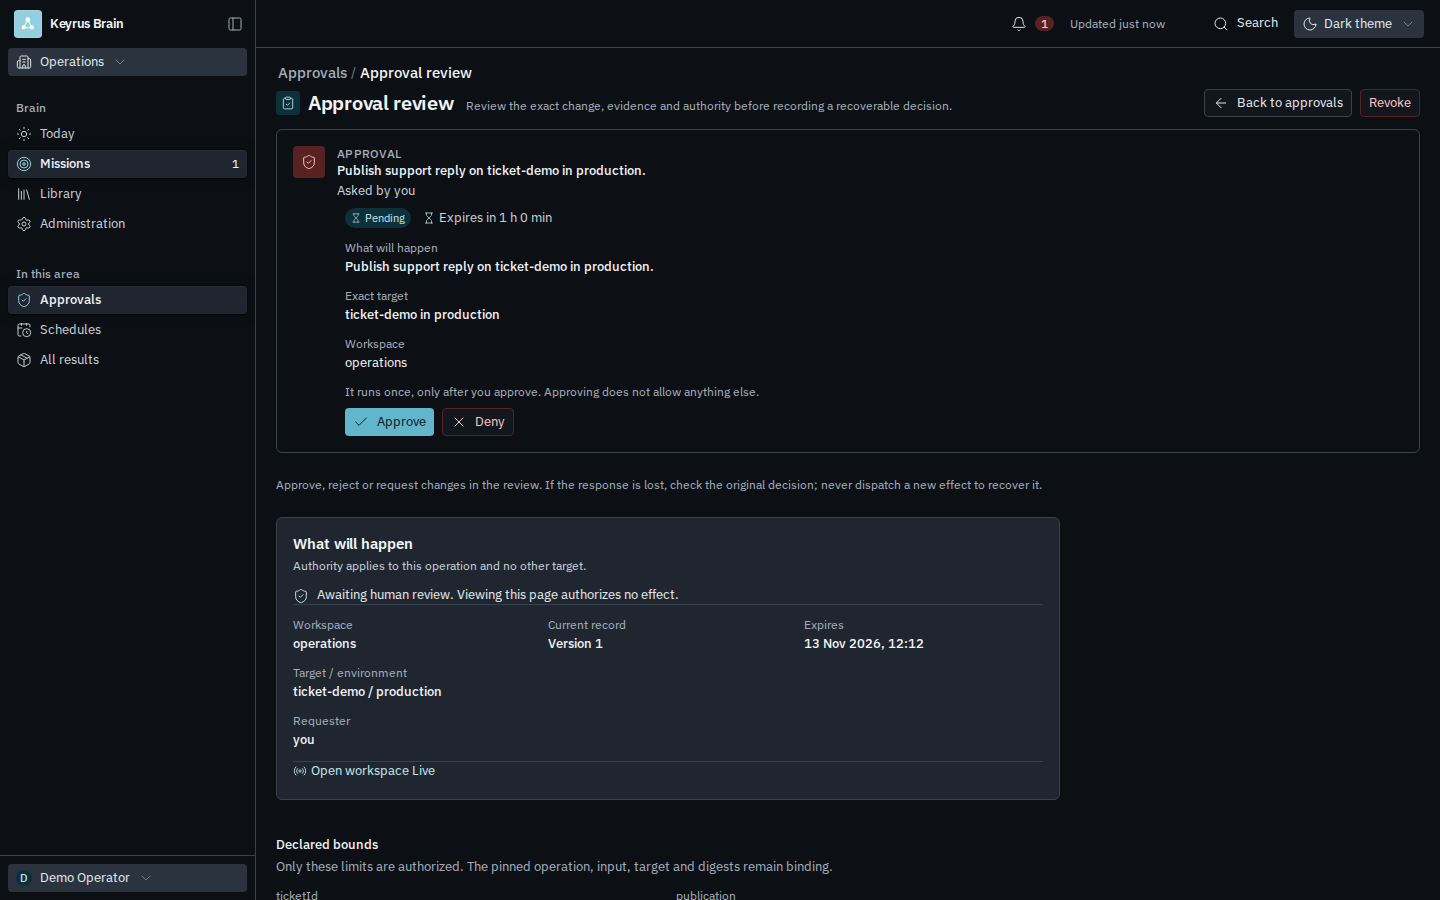 Keyrus Brain
1
Updated just now
Search
Dark theme
Operations
Brain
Today
Missions
1
Library
Administration
In this area
Approvals
Schedules
All results
Demo Operator
D
Approvals / Approval review
Approval review
Review the exact change, evidence and authority before recording a recoverable decision.
Back to approvals
Revoke
APPROVAL
Publish support reply on ticket-demo in production.
Asked by you
Pending
Expires in 1 h 0 min
What will happen
Publish support reply on ticket-demo in production.
Exact target
ticket-demo in production
Workspace
operations
It runs once, only after you approve. Approving does not allow anything else.
Approve
Deny
Approve, reject or request changes in the review. If the response is lost, check the original decision; never dispatch a new effect to recover it.
What will happen
Authority applies to this operation and no other target.
Awaiting human review. Viewing this page authorizes no effect.
Workspace
operations
Current record
Version 1
Expires
13 Nov 2026, 12:12
Target / environment
ticket-demo / production
Requester
you
Open workspace Live
Declared bounds
Only these limits are authorized. The pinned operation, input, target and digests remain binding.
ticketId
publication